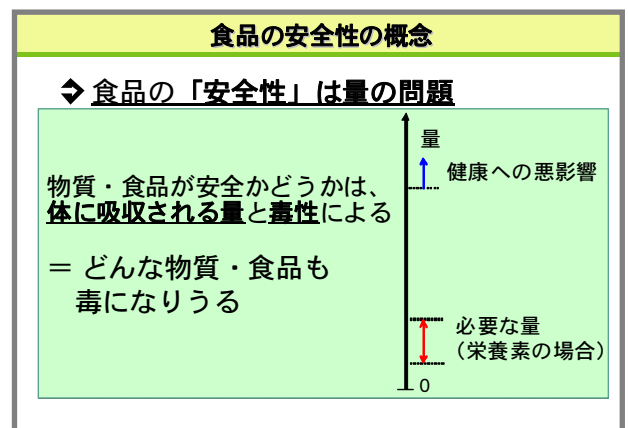 食品の安全性の概念
➲ 食品の「安全性」は量の問題
物質・食品が安全かどうかは、
体に吸収される量と毒性による
＝ どんな物質・食品も
毒になりうる
量
健康への悪影響
必要な量
（栄養素の場合）
0